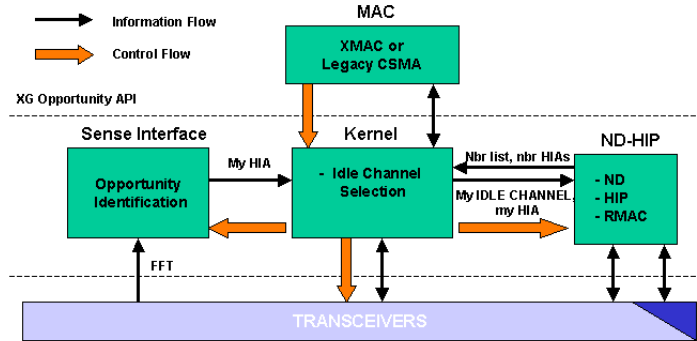 MAC
Information Flow
XMAC or
Legacy CSMA
Control Flow
XG Opportunity API
Sense Interface
Kernel
ND-HIP
Nbr list, nbr HIAs
My HIA
- Idle Channel
Selection
Opportunity
Identification
- ND
- HIP
- RMAC
My IDLE CHANNEL,
my HIA
FFT
TRANSCEIVERS